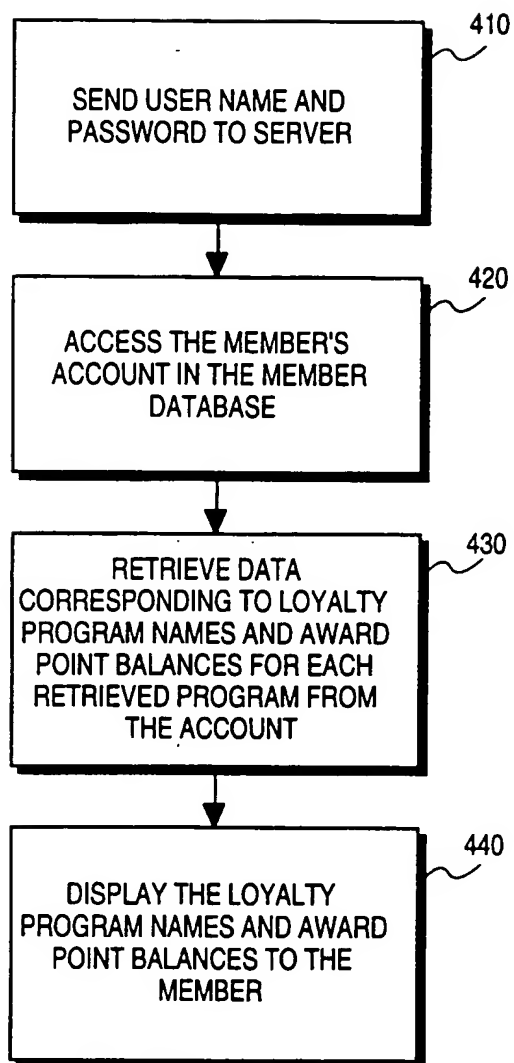 410
SEND USER NAME AND
PASSWORD TO SERVER
420
ACCESS THE MEMBER'S
ACCOUNT IN THE MEMBER
DATABASE
430
RETRIEVE DATA
CORRESPONDING TO LOYALTY
PROGRAM NAMES AND AWARD
POINT BALANCES FOR EACH
RETRIEVED PROGRAM FROM
THE ACCOUNT
440
DISPLAY THE LOYALTY
PROGRAM NAMES AND AWARD
POINT BALANCES TO THE
MEMBER